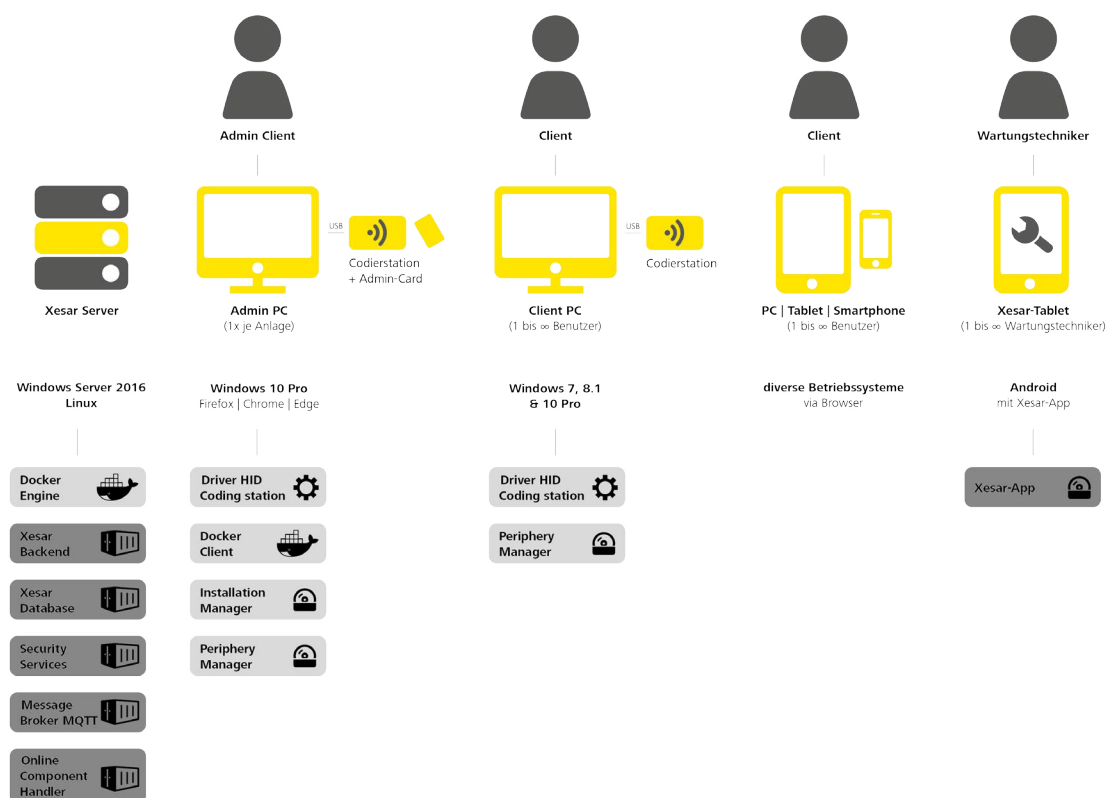 Admin Client
Client
Client
Wartungstechniker
USB
Codierstation
+ Admin-Card
USB
Codierstation
Xesar Server
Admin PC
(1x je Anlage)
Client PC
(1 bis ∞ Benutzer)
PC | Tablet | Smartphone
(1 bis ∞ Benutzer)
Xesar-Tablet
(1 bis ∞ Wartungstechniker)
Windows Server 2016
Linux
Windows 10 Pro
Firefox | Chrome | Edge
Windows 7, 8.1
& 10 Pro
diverse Betriebssysteme
via Browser
Android
mit Xesar-App
Docker
Engine
Xesar
Backend
Xesar
Database
Security
Services
Message
Broker MQTT
Online
Component
Handler
Driver HID
Coding station
Docker
Client
Installation
Manager
Periphery
Manager
Driver HID
Coding station
Periphery
Manager
Xesar-App